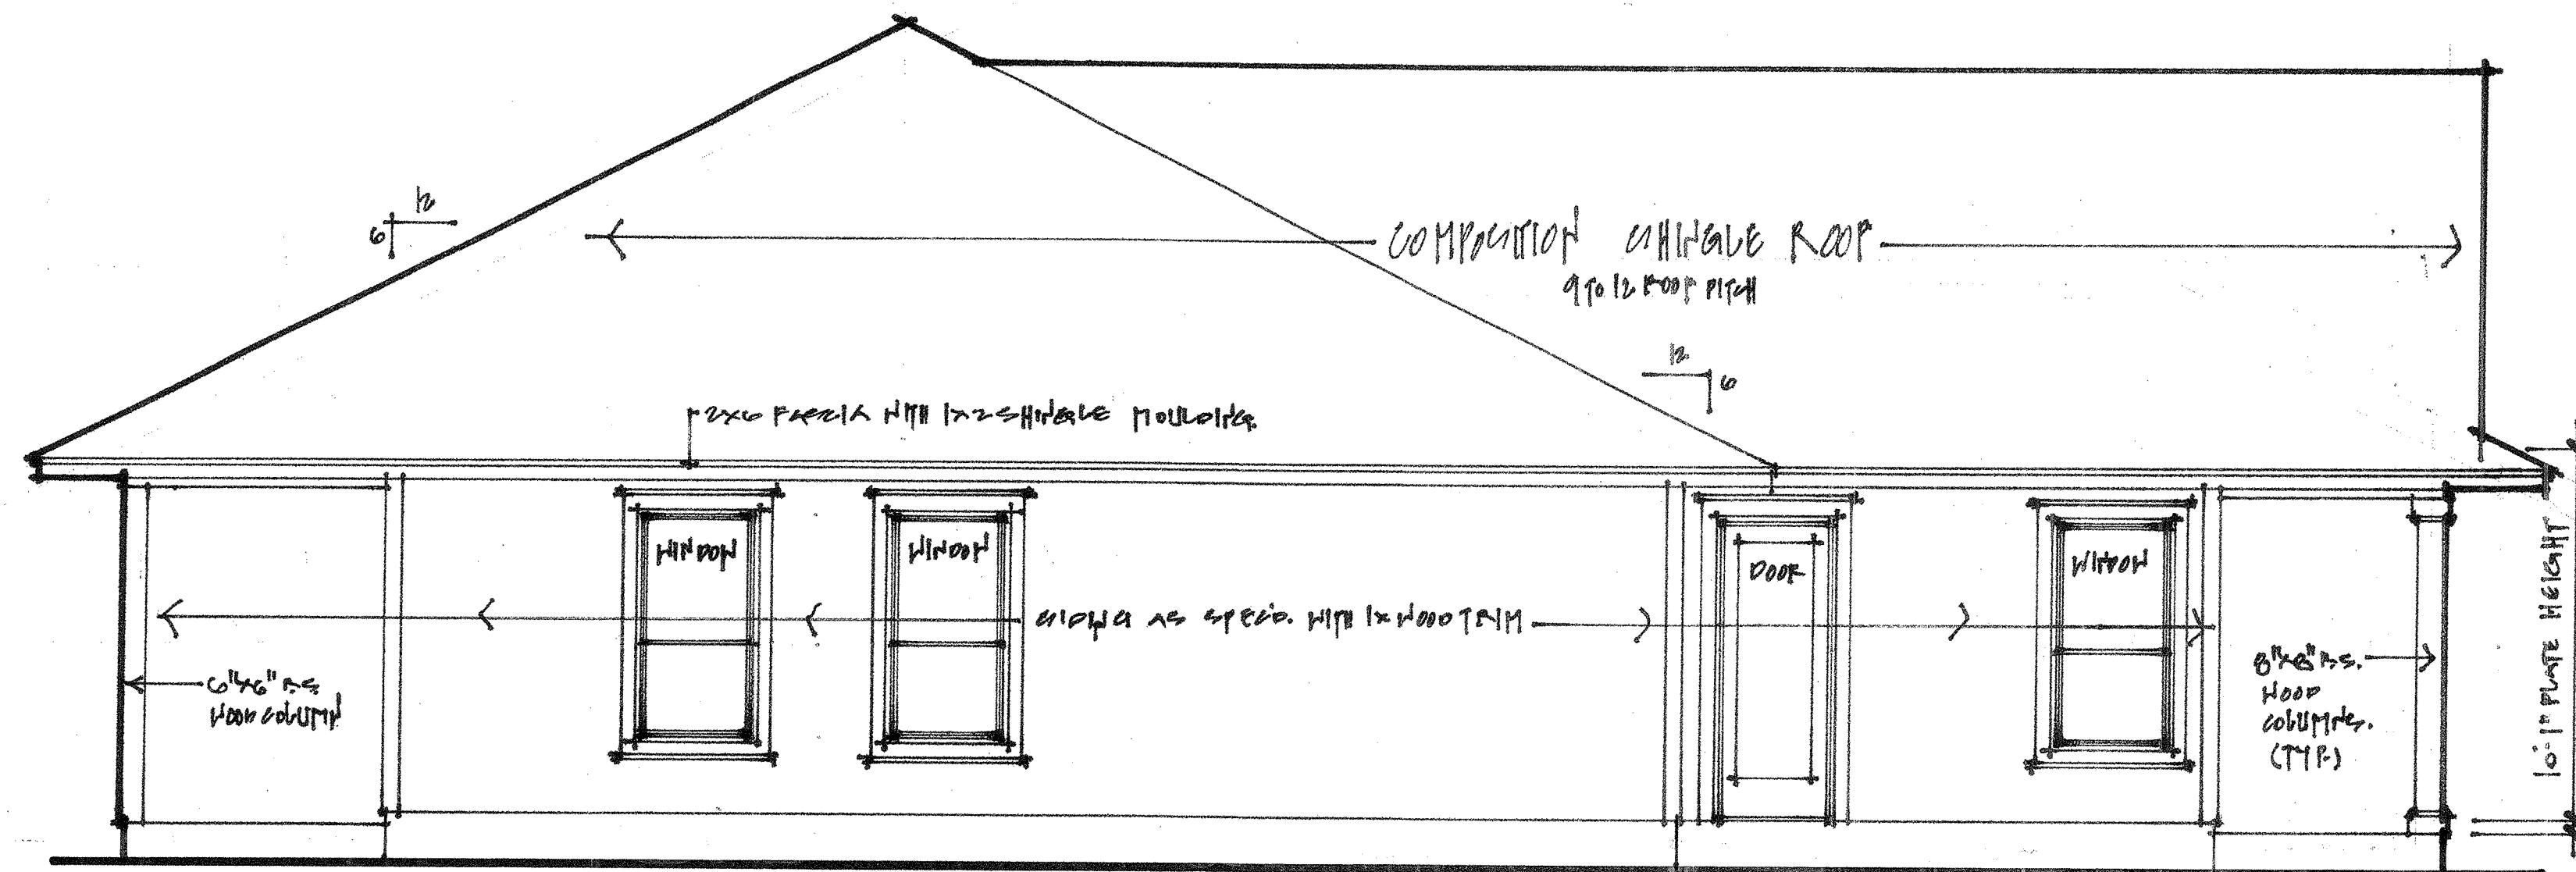 12
6
COMPOSITION SHINGLE ROOF
9 TO 12 ROOF PITCH
12
6
2X6 FASCIA WITH 1X2 SHINGLE MOULDING.
WINDOW
WINDOW
DOOR
WINDOW
SIDING AS SPEC'D. WITH 1X WOOD TRIM
6"X6" R.S.
WOOD COLUMN
8"X8" R.S.
WOOD
COLUMNS.
(TYP.)
10'-1" PLATE HEIGHT